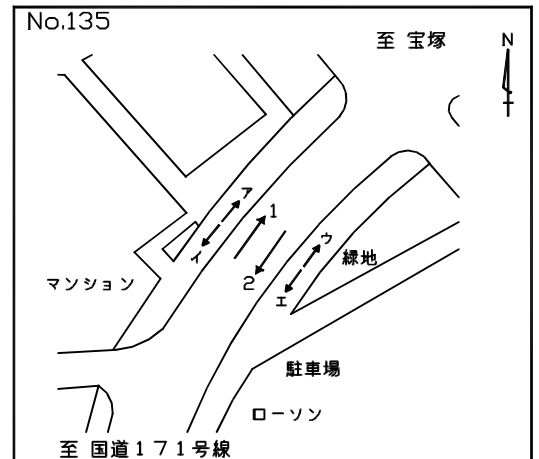 No.135
至 宝塚
N
ア
1
イ
ウ
緑地
マンション
2
エ
駐車場
ローソン
至 国道171号線